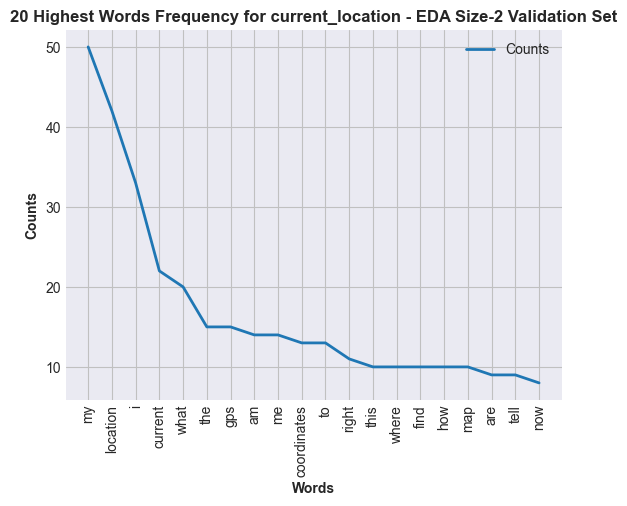 20 Highest Words Frequency for current_location - EDA Size-2 Validation Set
Counts
50
40
30
20
10
Counts
my
location
i
current
what
the
gps
am
me
coordinates
to
right
this
where
find
how
map
are
tell
now
Words